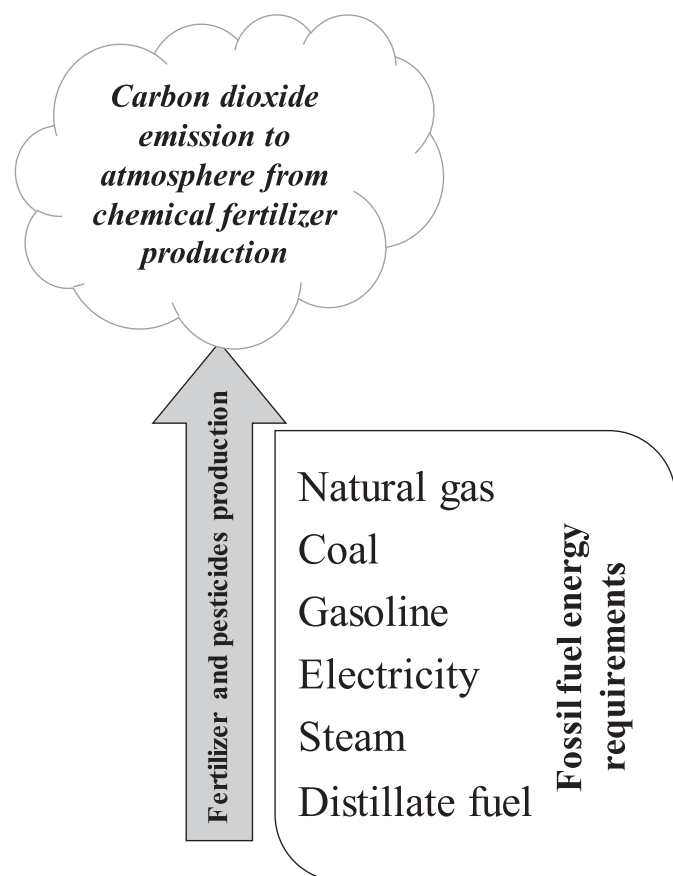 Carbon dioxide
emission to
atmosphere from
chemical fertilizer
production
Fertilizer and pesticides production
Natural gas
Coal
Gasoline
Electricity
Steam
Distillate fuel
Fossil fuel energy
requirements